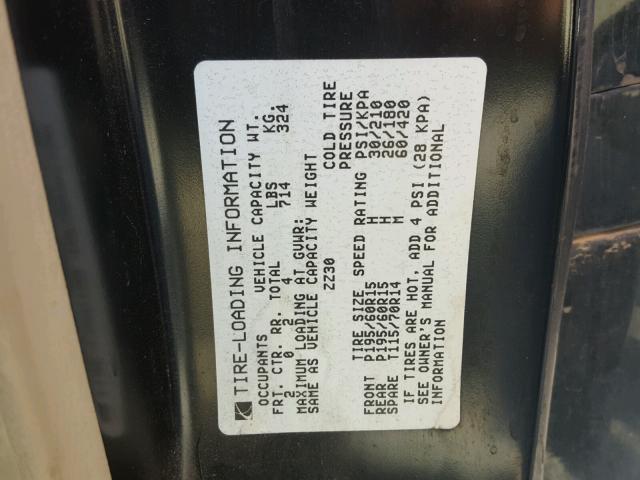 TIRE-LOADING INFORMATION
OCCUPANTS VEHICLE CAPACITY WT.
FRT. CTR. RR. TOTAL LBS KG.
2 0 2 4 714 324
MAXIMUM LOADING AT GVWR:
SAME AS VEHICLE CAPACITY WEIGHT
ZZ30 COLD TIRE
PRESSURE
TIRE SIZE SPEED RATING PSI/KPA
FRONT P195/60R15 H 30/210
REAR P195/60R15 H 26/180
SPARE T115/70R14 M 60/420
IF TIRES ARE HOT, ADD 4 PSI (28 KPA)
SEE OWNER'S MANUAL FOR ADDITIONAL
INFORMATION